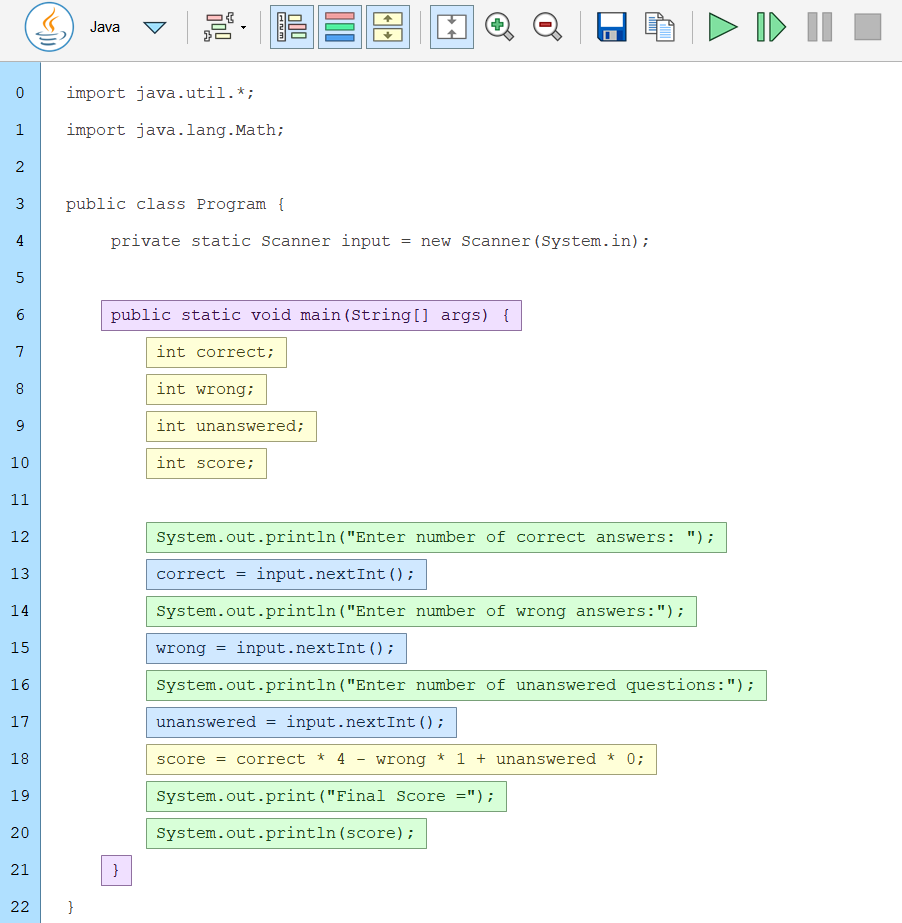 Java
0 import java.util.*;
1 import java.lang.Math;
2
3 public class Program {
4 private static Scanner input = new Scanner(System.in);
5
6 public static void main(String[] args) {
7 int correct;
8 int wrong;
9 int unanswered;
10 int score;
11
12 System.out.println("Enter number of correct answers: ");
13 correct = input.nextInt();
14 System.out.println("Enter number of wrong answers:");
15 wrong = input.nextInt();
16 System.out.println("Enter number of unanswered questions:");
17 unanswered = input.nextInt();
18 score = correct * 4 - wrong * 1 + unanswered * 0;
19 System.out.print("Final Score =");
20 System.out.println(score);
21 }
22 }